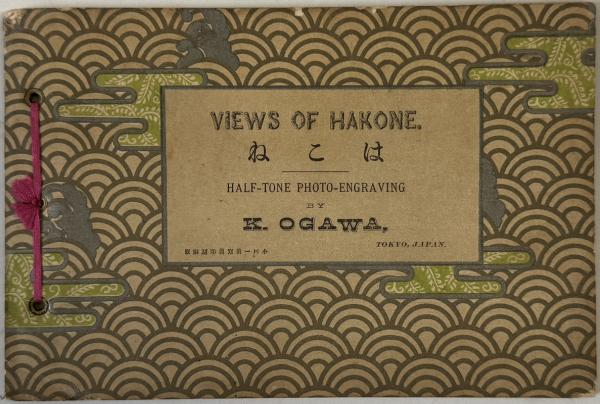 VIEWS OF HAKONE.
ねこは
HALF-TONE PHOTO-ENGRAVING
BY
K. OGAWA,
TOKYO, JAPAN.